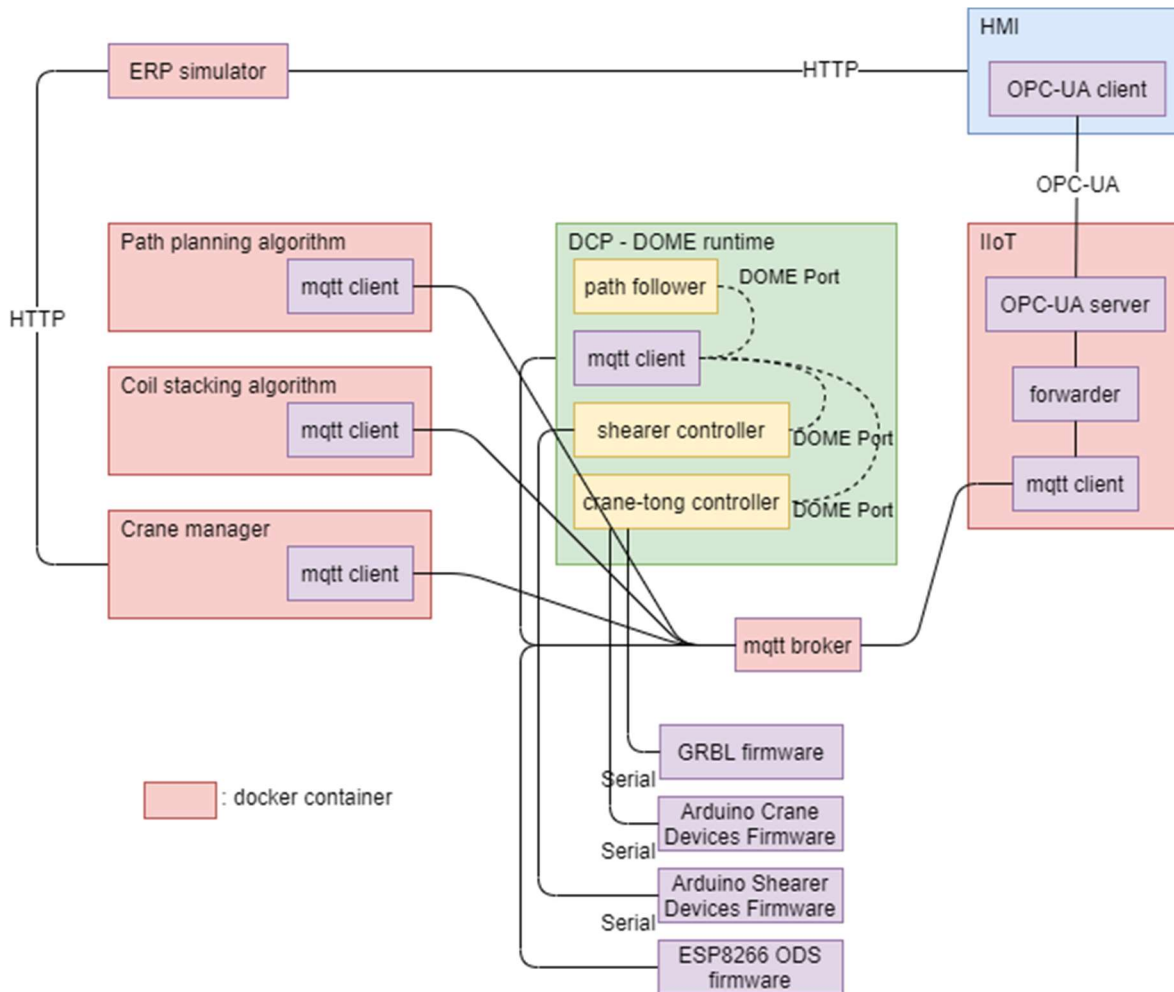 HMI
ERP simulator
HTTP
OPC-UA client
OPC-UA
Path planning algorithm
mqtt client
DCP - DOME runtime
path follower
DOME Port
IIoT
OPC-UA server
HTTP
mqtt client
Coil stacking algorithm
mqtt client
forwarder
shearer controller
DOME Port
mqtt client
crane-tong controller
DOME Port
Crane manager
mqtt client
mqtt broker
GRBL firmware
Serial
: docker container
Arduino Crane
Devices Firmware
Serial
Arduino Shearer
Devices Firmware
Serial
ESP8266 ODS
firmware